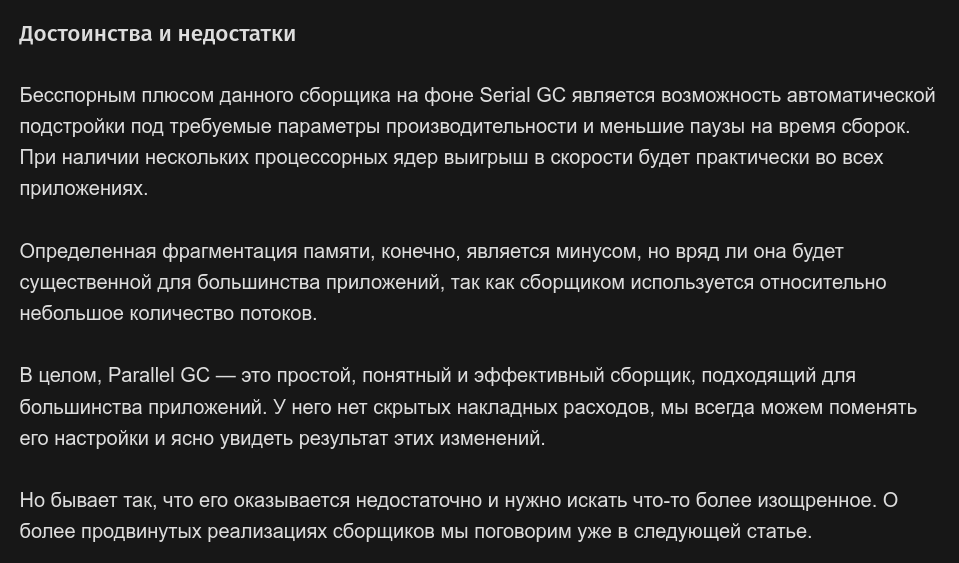 Достоинства и недостатки
Бесспорным плюсом данного сборщика на фоне Serial GC является возможность автоматической
подстройки под требуемые параметры производительности и меньшие паузы на время сборок.
При наличии нескольких процессорных ядер выигрыш в скорости будет практически во всех
приложениях.
Определенная фрагментация памяти, конечно, является минусом, но вряд ли она будет
существенной для большинства приложений, так как сборщиком используется относительно
небольшое количество потоков.
В целом, Parallel GC — это простой, понятный и эффективный сборщик, подходящий для
большинства приложений. У него нет скрытых накладных расходов, мы всегда можем поменять
его настройки и ясно увидеть результат этих изменений.
Но бывает так, что его оказывается недостаточно и нужно искать что-то более изощренное. О
более продвинутых реализациях сборщиков мы поговорим уже в следующей статье.